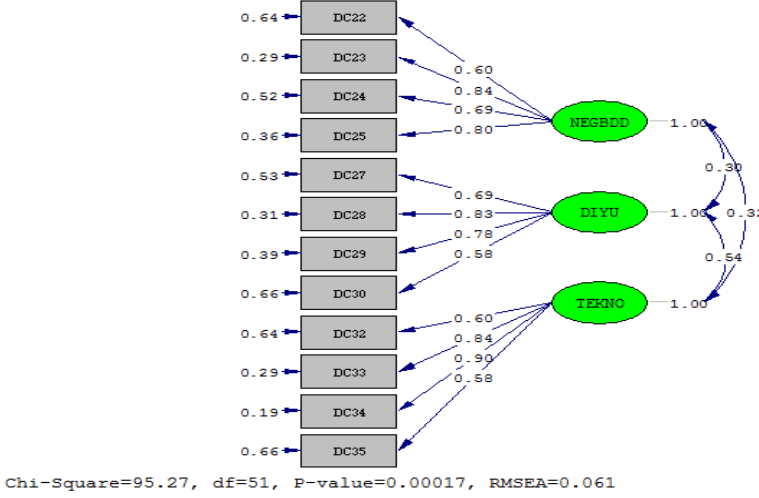 0.64 DC22
0.29 DC23
0.60
0.52 DC24
0.84
0.69
0.36 DC25
0.80
NEGBDD 1.00
0.53 DC27
0.30
0.69
0.31 DC28
0.83
DIYU 1.00
0.32
0.78
0.39 DC29
0.58
0.54
0.66 DC30
TEKNO 1.00
0.64 DC32
0.60
0.84
0.29 DC33
0.90
0.58
0.19 DC34
0.66 DC35
Chi-Square=95.27, df=51, P-value=0.00017, RMSEA=0.061